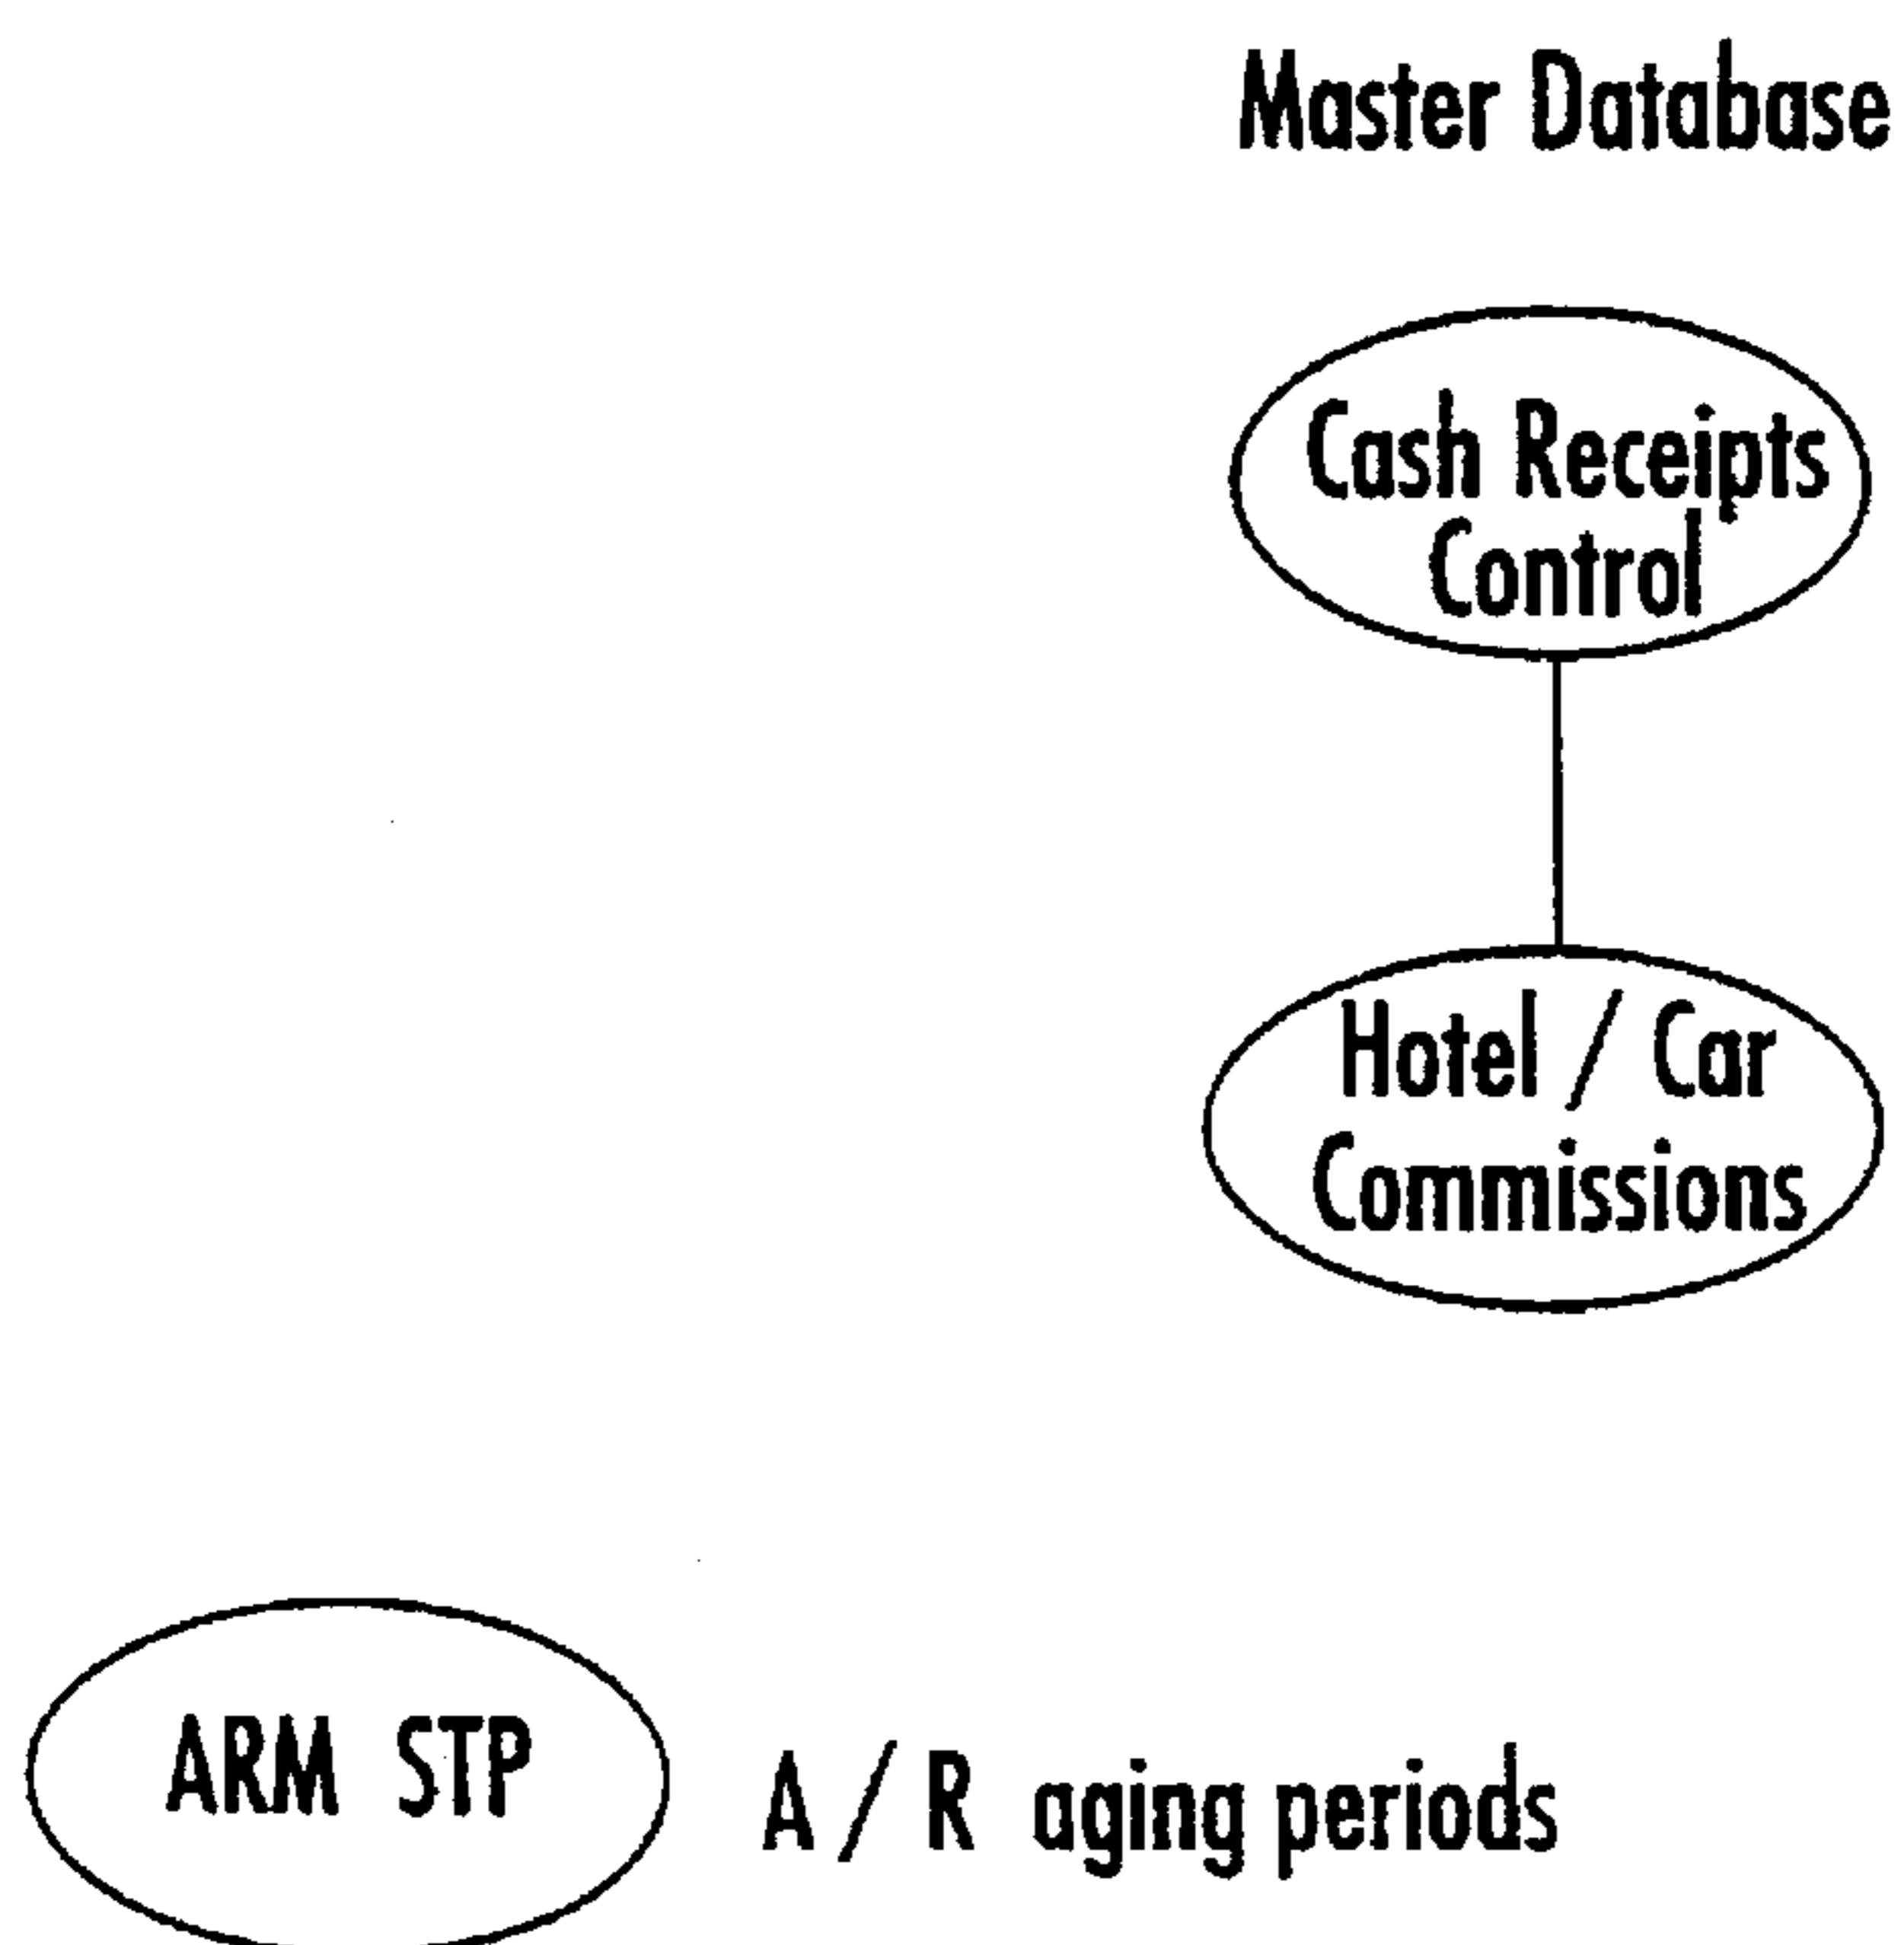 Master Database
Cash Receipts
Control
Hotel / Car
Commissions
ARM STP
A / R aging periods